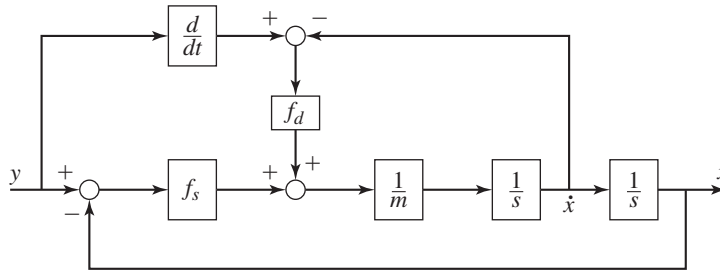 d
dt
+
−
f_d
y
+
−
f_s
+
+
1
m
1
s
ẋ
1
s
x